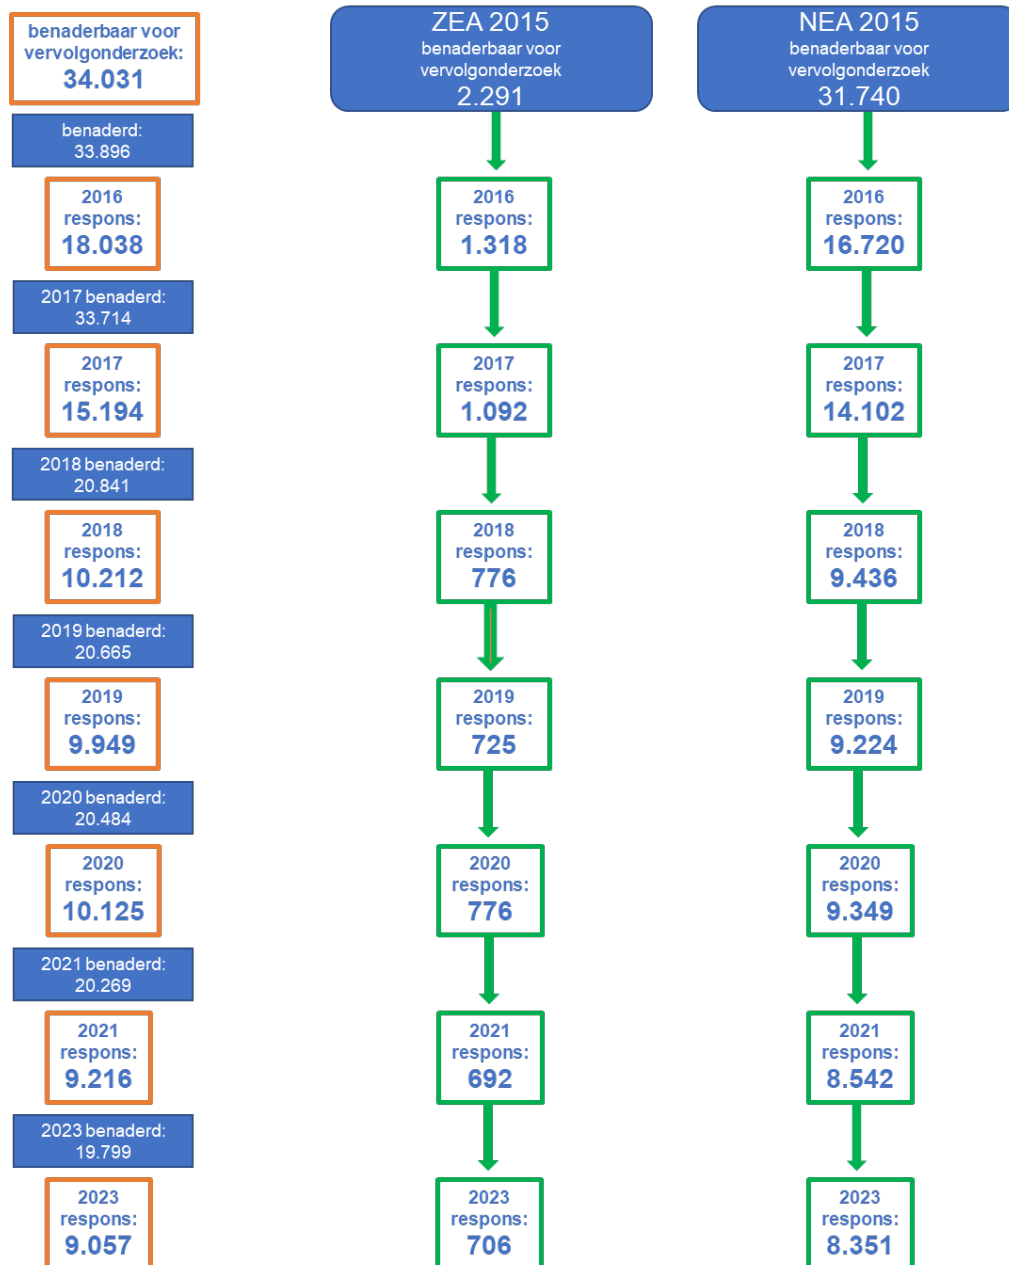 benaderbaar voor
vervolgonderzoek:
34.031
ZEA 2015
benaderbaar voor
vervolgonderzoek
2.291
NEA 2015
benaderbaar voor
vervolgonderzoek
31.740
benaderd:
33.896
2016
respons:
18.038
2016
respons:
1.318
2016
respons:
16.720
2017 benaderd:
33.714
2017
respons:
15.194
2017
respons:
1.092
2017
respons:
14.102
2018 benaderd:
20.841
2018
respons:
10.212
2018
respons:
776
2018
respons:
9.436
2019 benaderd:
20.665
2019
respons:
9.949
2019
respons:
725
2019
respons:
9.224
2020 benaderd:
20.484
2020
respons:
10.125
2020
respons:
776
2020
respons:
9.349
2021 benaderd:
20.269
2021
respons:
9.216
2021
respons:
692
2021
respons:
8.542
2023 benaderd:
19.799
2023
respons:
9.057
2023
respons:
706
2023
respons:
8.351